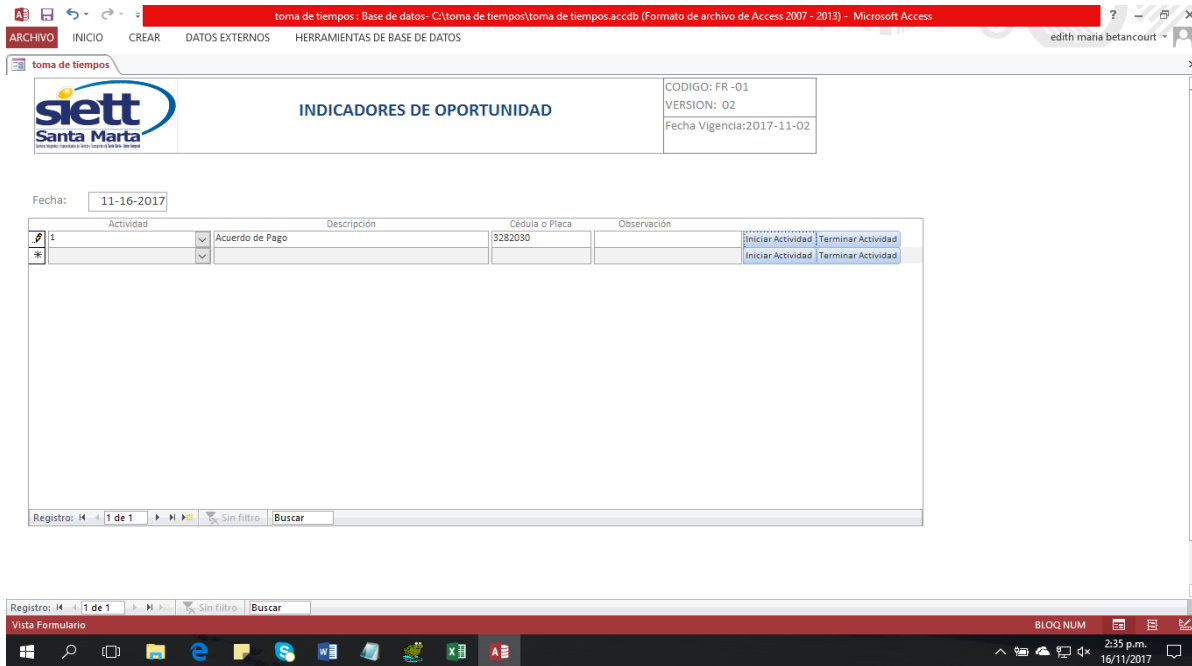 toma de tiempos : Base de datos- C:\toma de tiempos\toma de tiempos.accdb (Formato de archivo de Access 2007 - 2013) - Microsoft Access
?
ARCHIVO INICIO CREAR DATOS EXTERNOS HERRAMIENTAS DE BASE DE DATOS
edith maria betancourt
toma de tiempos
siett
Santa Marta
INDICADORES DE OPORTUNIDAD
CODIGO: FR -01
VERSION: 02
Fecha Vigencia:2017-11-02
Fecha: 11-16-2017
Actividad Descripción Cédula o Placa Observación
1 Acuerdo de Pago 3282030 Iniciar Actividad Terminar Actividad
Iniciar Actividad Terminar Actividad
Registro: 1 de 1 Sin filtro Buscar
Registro: 1 de 1 Sin filtro Buscar
Vista Formulario BLOQ NUM
2:35 p.m.
16/11/2017